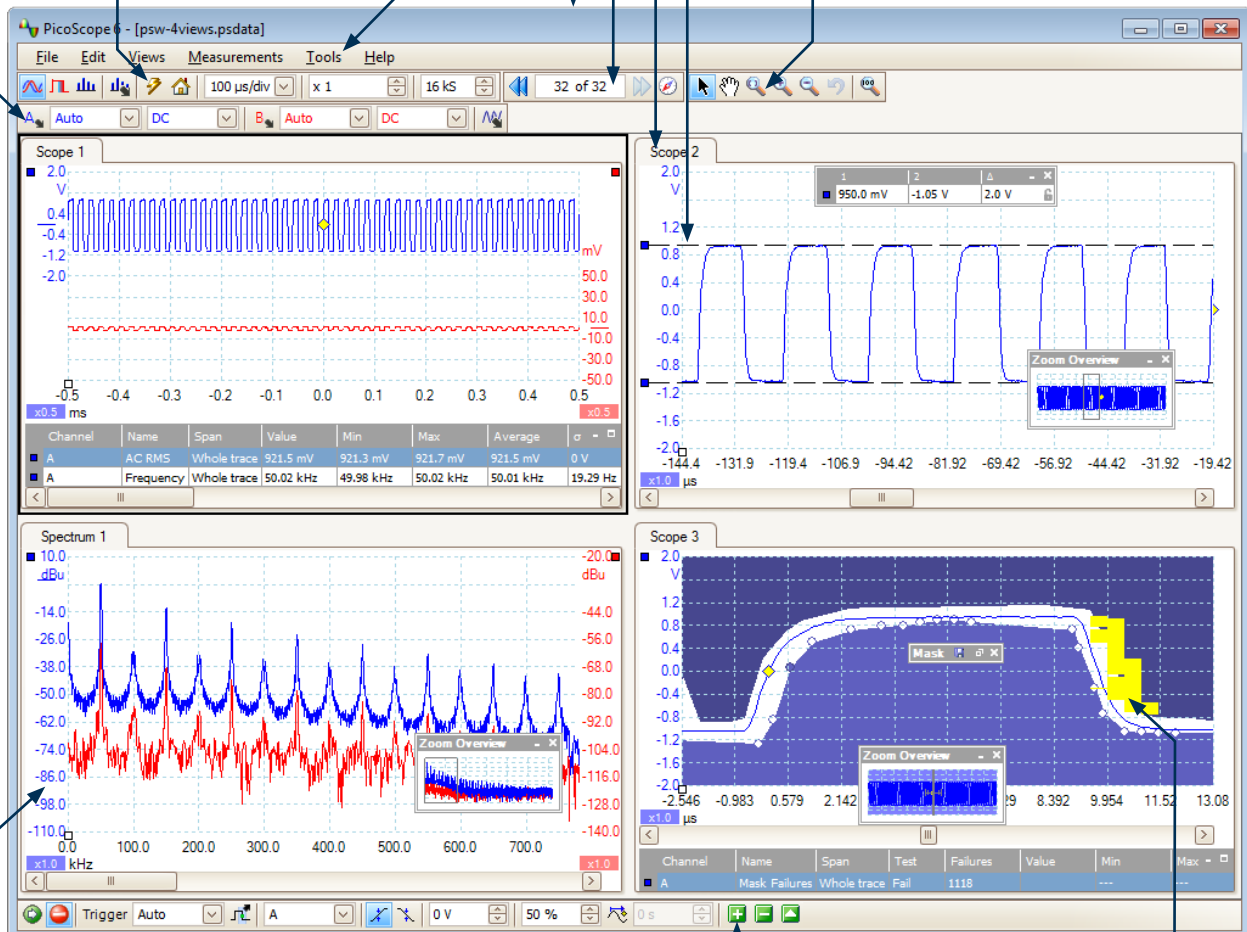 PicoScope 6 - [psw-4views.psdata]
File Edit Views Measurements Tools Help
100 µs/div x 1 16 kS 32 of 32
A Auto DC B Auto DC
Scope 1
2.0
V
0.4
-0.4
-1.2
-2.0
mV
50.0
30.0
10.0
-10.0
-30.0
-50.0
-0.5 -0.4 -0.3 -0.2 -0.1 0.0 0.1 0.2 0.3 0.4 0.5
x0.5 ms x0.5
Channel Name Span Value Min Max Average σ
A AC RMS Whole trace 921.5 mV 921.3 mV 921.7 mV 921.5 mV 0 V
A Frequency Whole trace 50.02 kHz 49.98 kHz 50.02 kHz 50.01 kHz 19.29 Hz
Scope 2
1 2 Δ
950.0 mV -1.05 V 2.0 V
2.0
V
1.2
0.8
0.4
0.0
-0.4
-0.8
-1.2
-1.6
-2.0
Zoom Overview
-144.4 -131.9 -119.4 -106.9 -94.42 -81.92 -69.42 -56.92 -44.42 -31.92 -19.42
x1.0 µs
Spectrum 1
10.0
dBu
-14.0
-26.0
-38.0
-50.0
-62.0
-74.0
-86.0
-98.0
-110.0
-20.0
dBu
-44.0
-56.0
-68.0
-80.0
-92.0
-104.0
-116.0
-128.0
-140.0
Zoom Overview
0.0 100.0 200.0 300.0 400.0 500.0 600.0 700.0
x1.0 kHz x1.0
Scope 3
2.0
V
1.2
0.8
0.4
0.0
-0.4
-0.8
-1.2
-1.6
-2.0
Mask
Zoom Overview
-2.546 -0.983 0.579 2.142 8.392 9.954 11.52 13.08
x1.0 µs
Channel Name Span Test Failures Value Min Max
A Mask Failures Whole trace Fail 1118 --- ---
Trigger Auto A 0 V 50 % 0 s